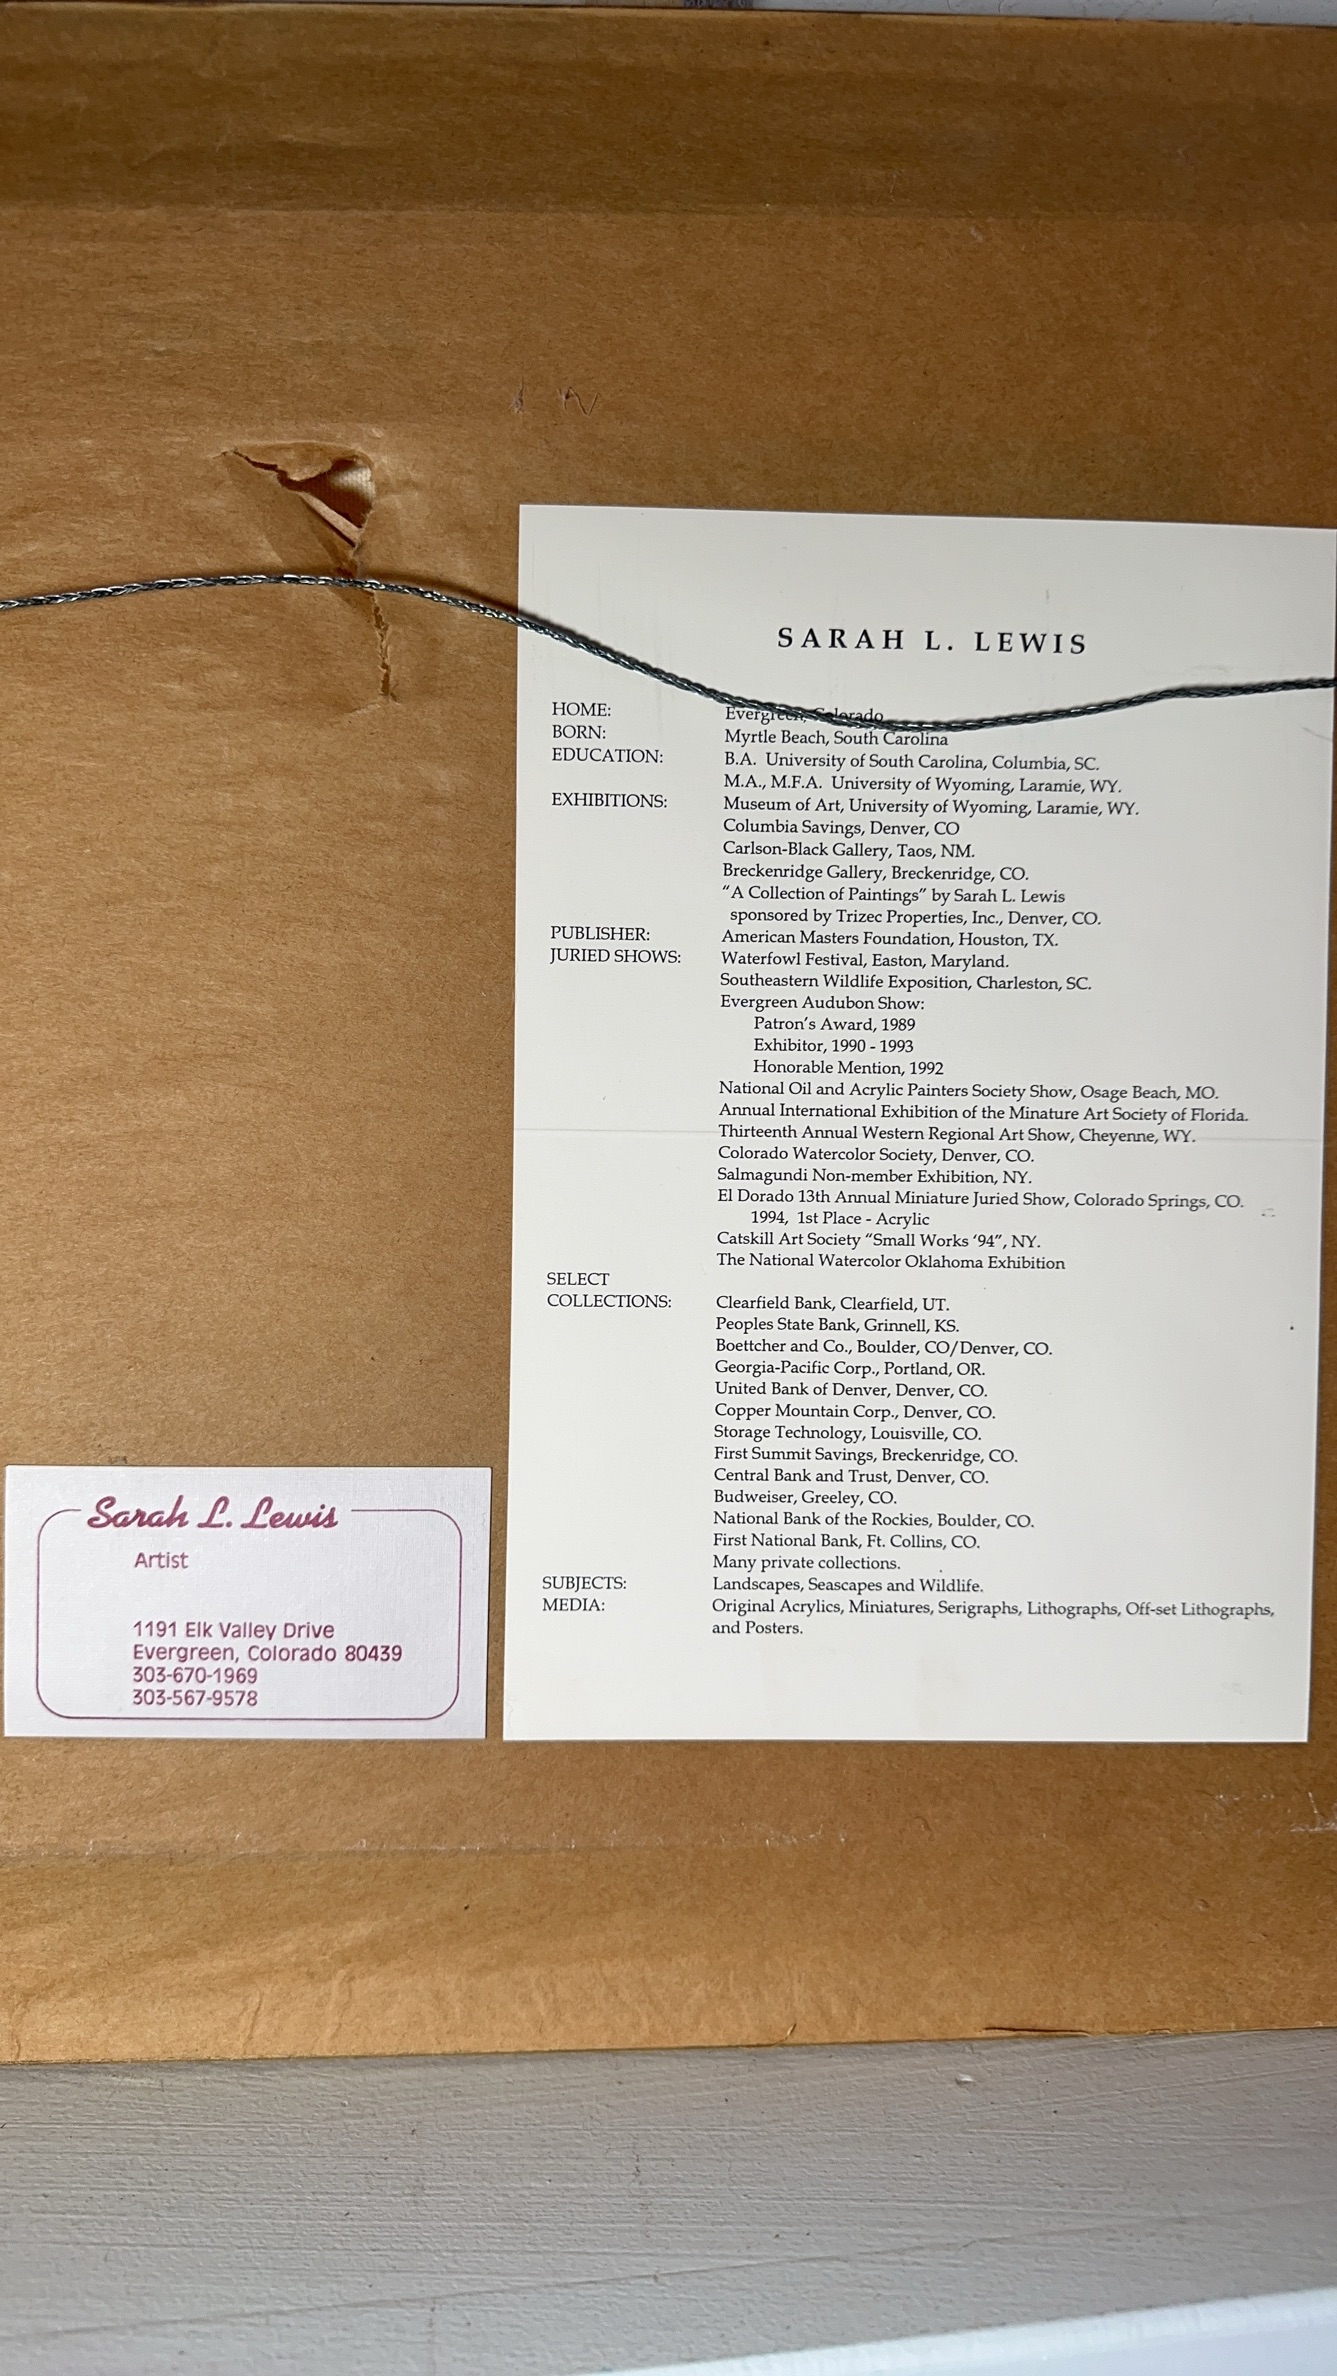 SARAH L. LEWIS
HOME: Evergreen, Colorado
BORN: Myrtle Beach, South Carolina
EDUCATION: B.A. University of South Carolina, Columbia, SC.
M.A., M.F.A. University of Wyoming, Laramie, WY.
EXHIBITIONS: Museum of Art, University of Wyoming, Laramie, WY.
Columbia Savings, Denver, CO
Carlson-Black Gallery, Taos, NM.
Breckenridge Gallery, Breckenridge, CO.
“A Collection of Paintings” by Sarah L. Lewis
sponsored by Trizec Properties, Inc., Denver, CO.
PUBLISHER: American Masters Foundation, Houston, TX.
JURIED SHOWS: Waterfowl Festival, Easton, Maryland.
Southeastern Wildlife Exposition, Charleston, SC.
Evergreen Audubon Show:
Patron’s Award, 1989
Exhibitor, 1990 - 1993
Honorable Mention, 1992
National Oil and Acrylic Painters Society Show, Osage Beach, MO.
Annual International Exhibition of the Minature Art Society of Florida.
Thirteenth Annual Western Regional Art Show, Cheyenne, WY.
Colorado Watercolor Society, Denver, CO.
Salmagundi Non-member Exhibition, NY.
El Dorado 13th Annual Miniature Juried Show, Colorado Springs, CO.
1994, 1st Place - Acrylic
Catskill Art Society “Small Works ‘94”, NY.
The National Watercolor Oklahoma Exhibition
SELECT
COLLECTIONS: Clearfield Bank, Clearfield, UT.
Peoples State Bank, Grinnell, KS.
Boettcher and Co., Boulder, CO/Denver, CO.
Georgia-Pacific Corp., Portland, OR.
United Bank of Denver, Denver, CO.
Copper Mountain Corp., Denver, CO.
Storage Technology, Louisville, CO.
First Summit Savings, Breckenridge, CO.
Central Bank and Trust, Denver, CO.
Budweiser, Greeley, CO.
National Bank of the Rockies, Boulder, CO.
First National Bank, Ft. Collins, CO.
Many private collections.
SUBJECTS: Landscapes, Seascapes and Wildlife.
MEDIA: Original Acrylics, Miniatures, Serigraphs, Lithographs, Off-set Lithographs,
and Posters.
Sarah L. Lewis
Artist
1191 Elk Valley Drive
Evergreen, Colorado 80439
303-670-1969
303-567-9578